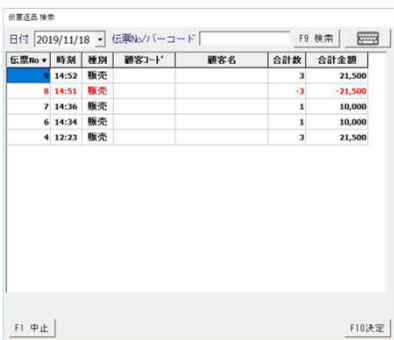 伝票返品 検索
日付 2019/11/18 伝票No/バーコード F9 検索
伝票No▼ 時刻 種別 顧客コード 顧客名 合計数 合計金額
9 14:52 販売 3 21,500
8 14:51 販売 -3 -21,500
7 14:36 販売 1 10,000
6 14:34 販売 1 10,000
4 12:23 販売 3 21,500
F1 中止 F10決定